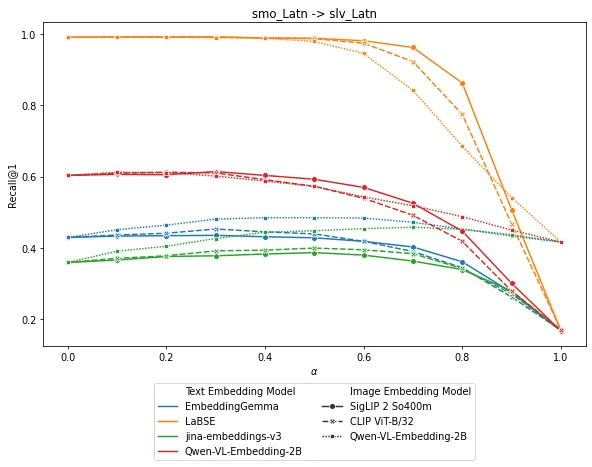 smo_Latn -> slv_Latn
Recall@1
1.0
0.8
0.6
0.4
0.2
0.0 0.2 0.4 0.6 0.8 1.0
α
Text Embedding Model Image Embedding Model
EmbeddingGemma SigLIP 2 So400m
LaBSE CLIP ViT-B/32
jina-embeddings-v3 Qwen-VL-Embedding-2B
Qwen-VL-Embedding-2B